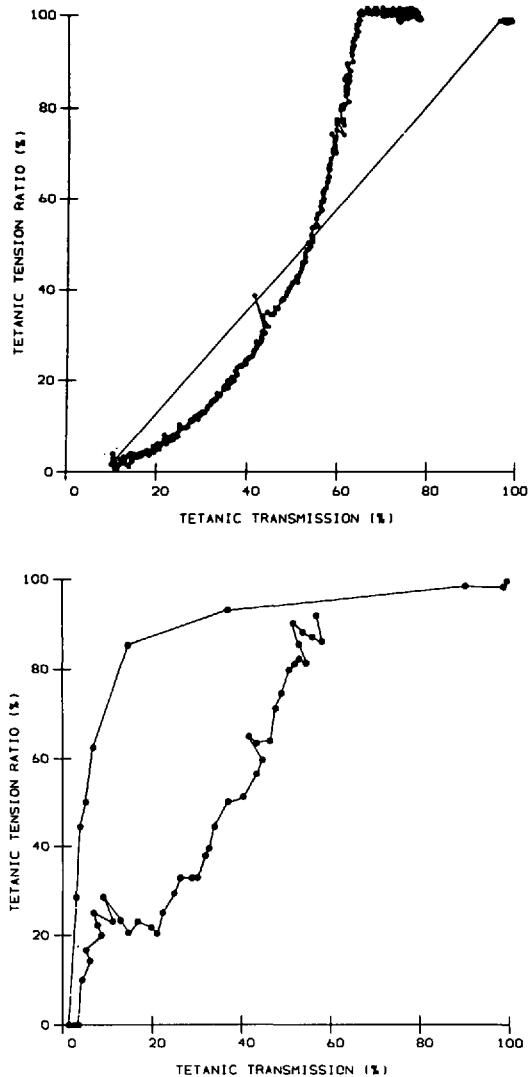 100
80
60
40
20
0
TETANIC TENSION RATIO (%)
0 20 40 60 80 100
TETANIC TRANSMISSION (%)
100
80
60
40
20
0
TETANIC TENSION RATIO (%)
0 20 40 60 80 100
TETANIC TRANSMISSION (%)